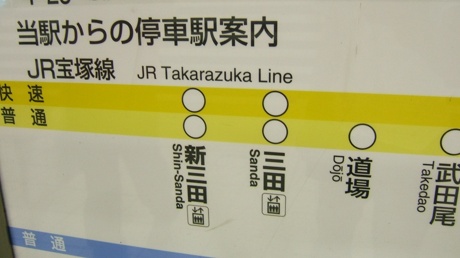 当駅からの停車駅案内
JR宝塚線 JR Takarazuka Line
快速
普通
新三田
Shin-Sanda
三田
Sanda
道場
Dōjō
武田尾
Takedao
普通